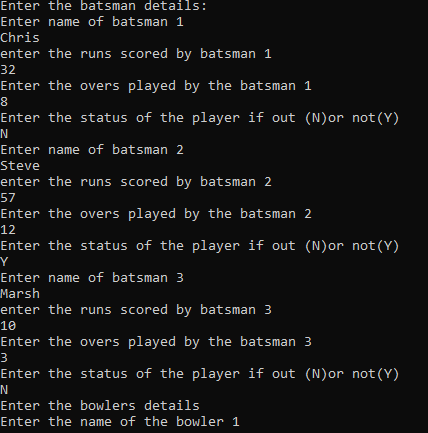 Enter the batsman details:
Enter name of batsman 1
Chris
enter the runs scored by batsman 1
32
Enter the overs played by the batsman 1
8
Enter the status of the player if out (N)or not(Y)
N
Enter name of batsman 2
Steve
enter the runs scored by batsman 2
57
Enter the overs played by the batsman 2
12
Enter the status of the player if out (N)or not(Y)
Y
Enter name of batsman 3
Marsh
enter the runs scored by batsman 3
10
Enter the overs played by the batsman 3
3
Enter the status of the player if out (N)or not(Y)
N
Enter the bowlers details
Enter the name of the bowler 1